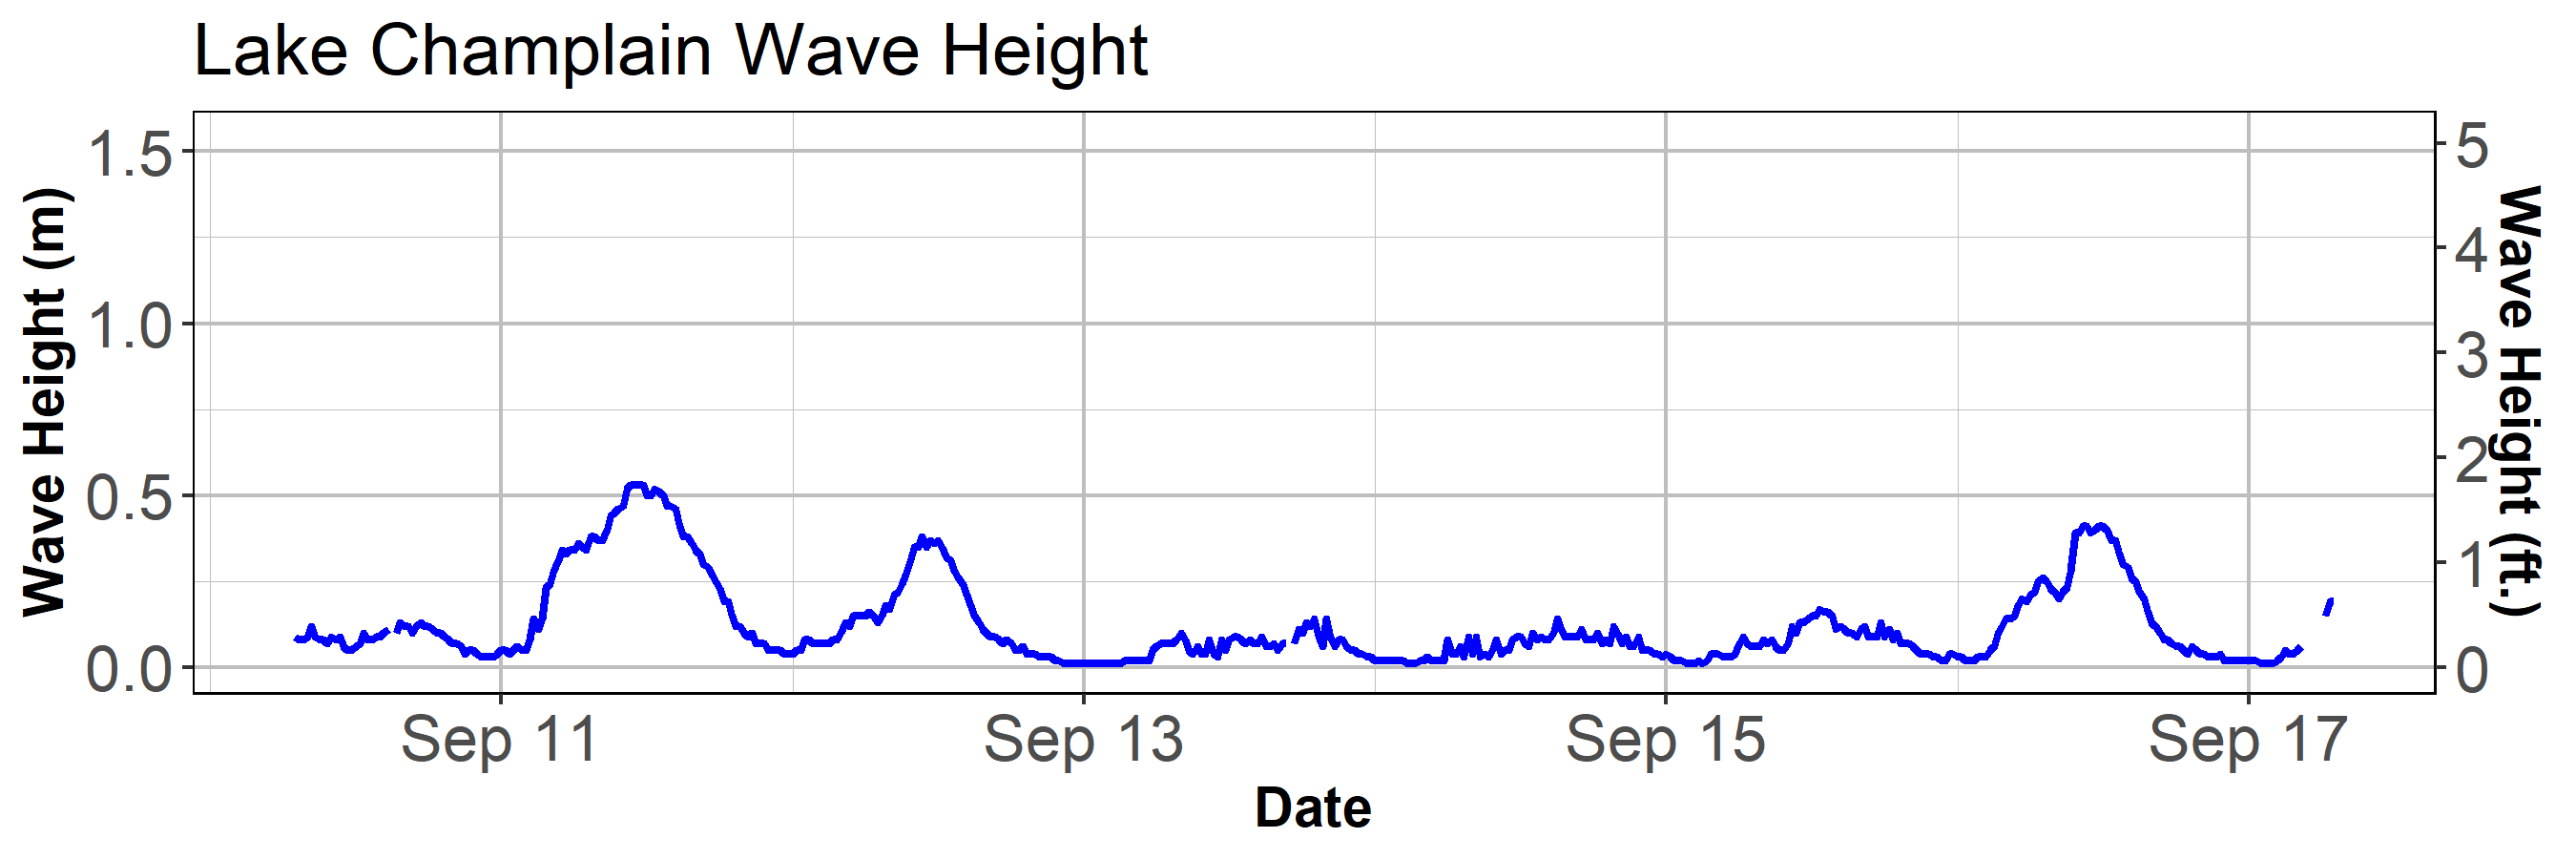 Lake Champlain Wave Height
Wave Height (m)
1.5
1.0
0.5
0.0
5
4
3
2
1
0
Wave Height (ft.)
Sep 11
Sep 13
Sep 15
Sep 17
Date